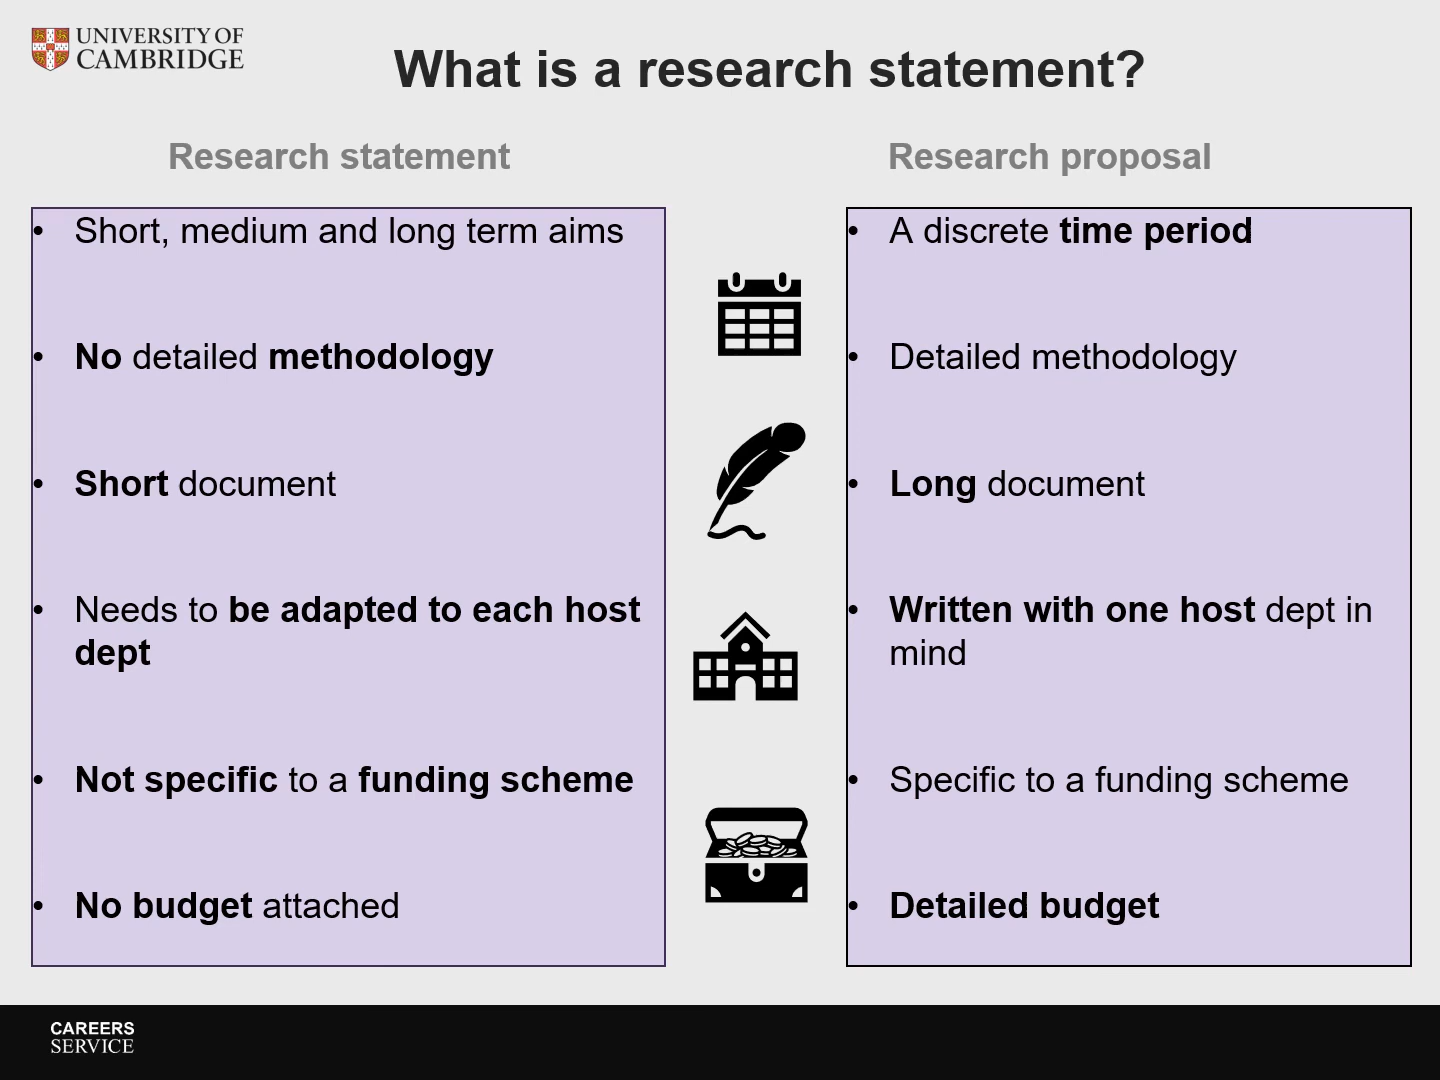 UNIVERSITY OF
CAMBRIDGE
What is a research statement?
Research statement
• Short, medium and long term aims
• No detailed methodology
• Short document
• Needs to be adapted to each host
dept
• Not specific to a funding scheme
• No budget attached
Research proposal
• A discrete time period
• Detailed methodology
• Long document
• Written with one host dept in
mind
• Specific to a funding scheme
• Detailed budget
CAREERS
SERVICE